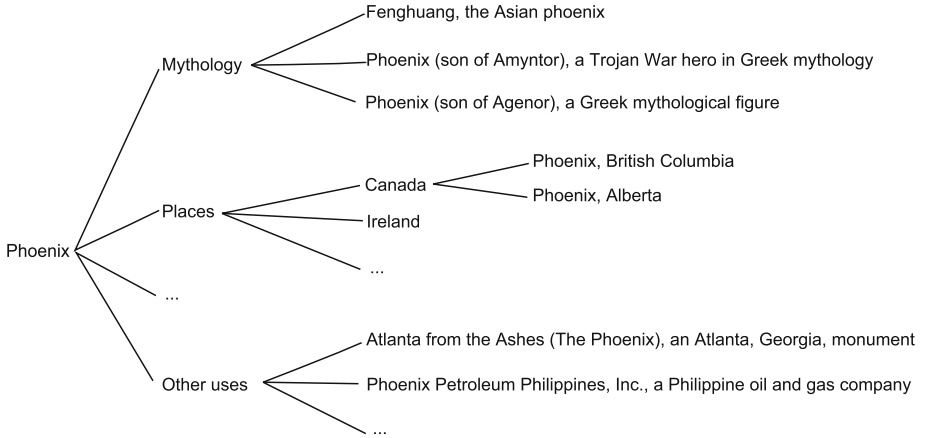 Fenghuang, the Asian phoenix
Mythology
Phoenix (son of Amyntor), a Trojan War hero in Greek mythology
Phoenix (son of Agenor), a Greek mythological figure
Phoenix, British Columbia
Canada
Phoenix, Alberta
Places
Ireland
Phoenix
...
...
Atlanta from the Ashes (The Phoenix), an Atlanta, Georgia, monument
Other uses
Phoenix Petroleum Philippines, Inc., a Philippine oil and gas company
...